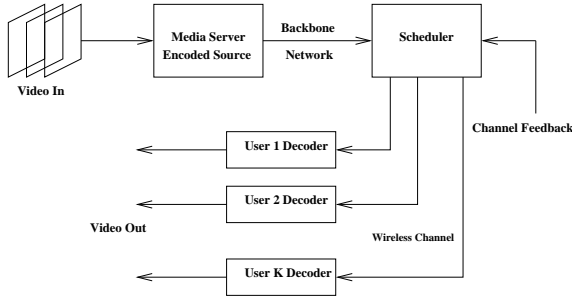 Video In
Media Server
Encoded Source
Backbone
Network
Scheduler
Channel Feedback
User 1 Decoder
User 2 Decoder
Video Out
Wireless Channel
User K Decoder